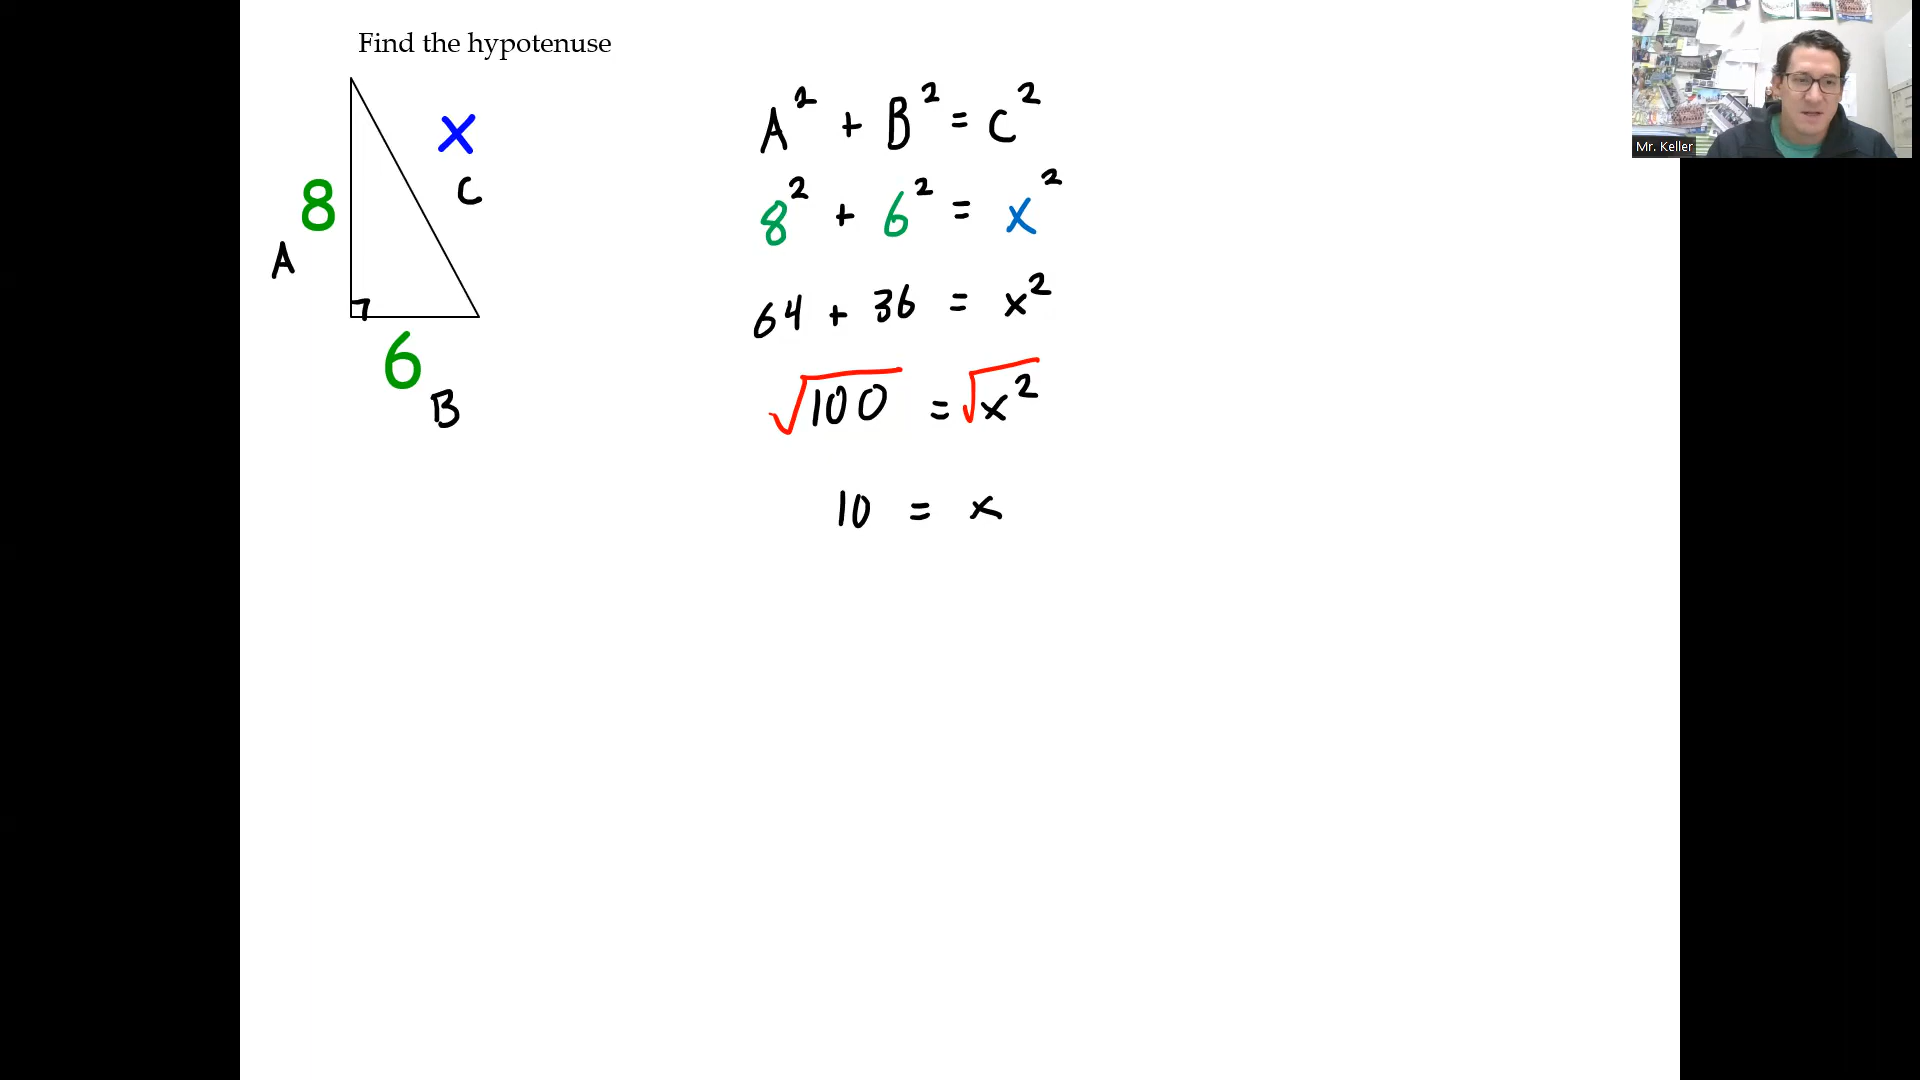 Find the hypotenuse
8
A
6
B
X
C
A² + B² = C²
8² + 6² = x²
64 + 36 = x²
√100 = √x²
10 = x
Mr. Keller